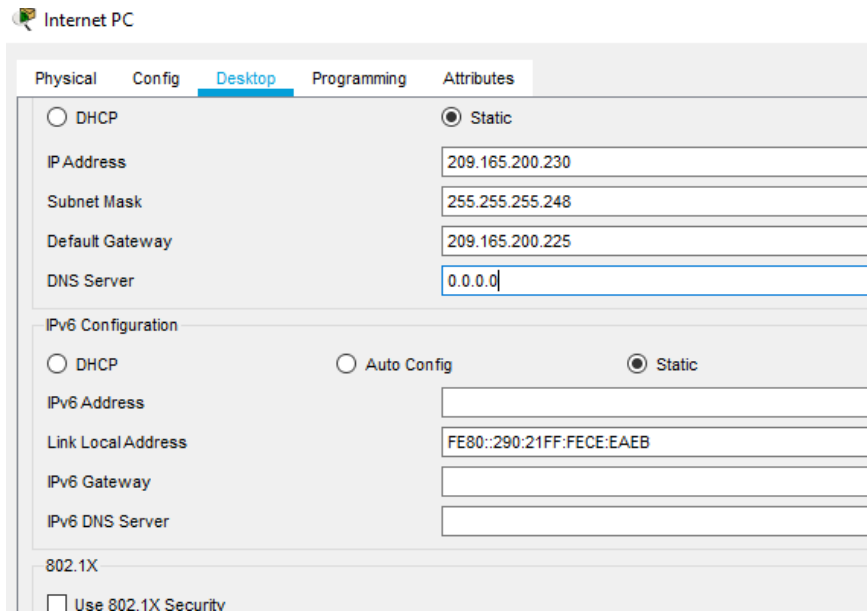 Internet PC
Physical Config Desktop Programming Attributes
DHCP Static
IP Address 209.165.200.230
Subnet Mask 255.255.255.248
Default Gateway 209.165.200.225
DNS Server 0.0.0.0
IPv6 Configuration
DHCP Auto Config Static
IPv6 Address
Link Local Address FE80::290:21FF:FECE:EAEB
IPv6 Gateway
IPv6 DNS Server
802.1X
Use 802.1X Security